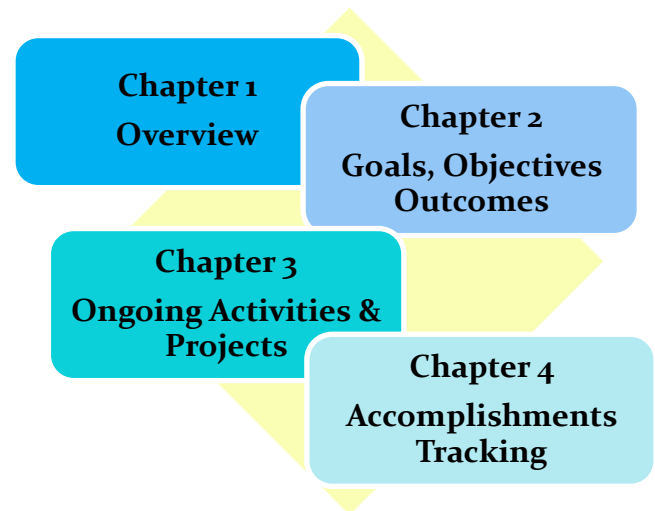 Chapter 1
Overview
Chapter 2
Goals, Objectives
Outcomes
Chapter 3
Ongoing Activities &
Projects
Chapter 4
Accomplishments
Tracking